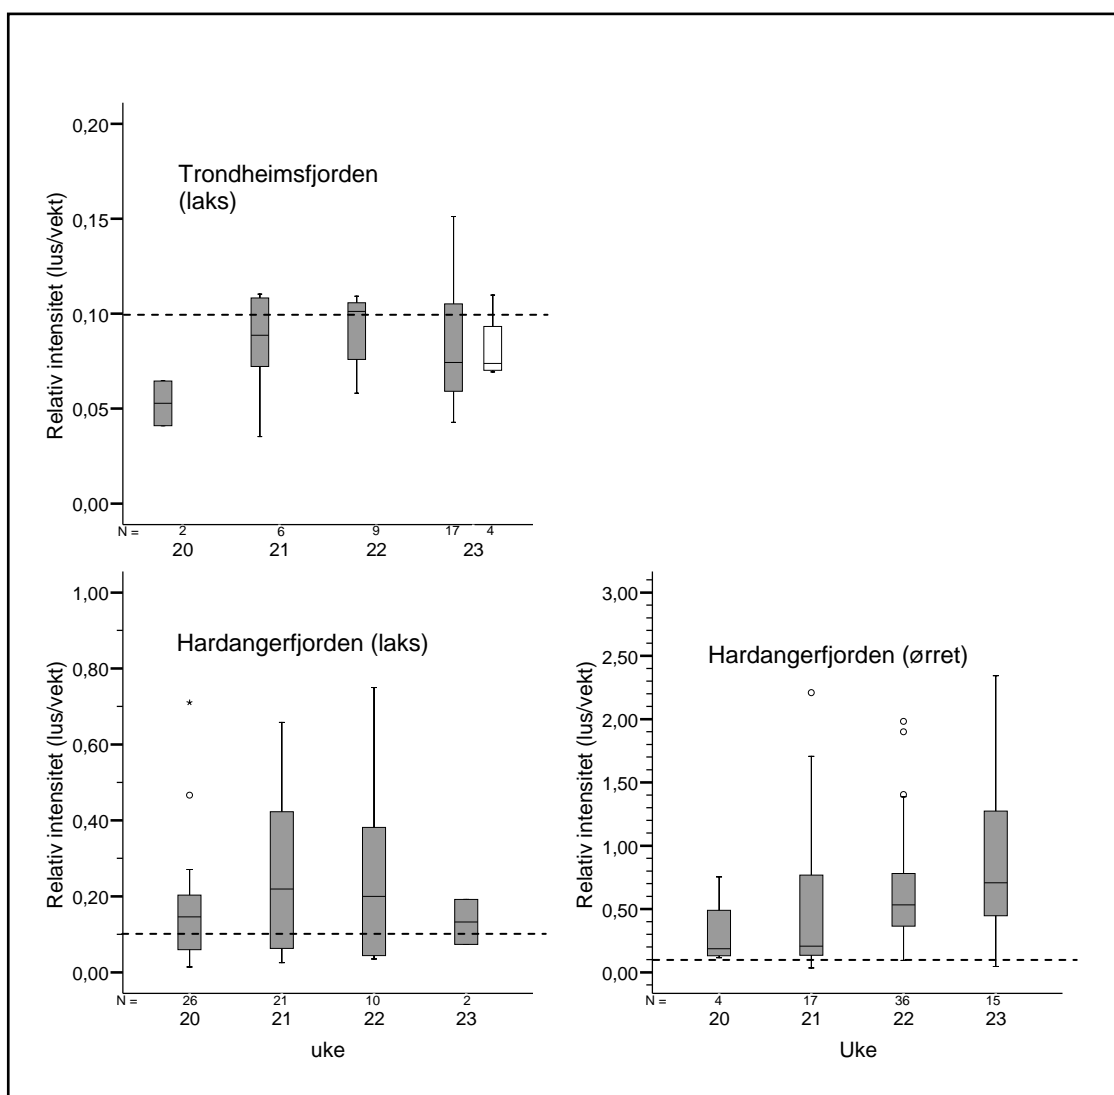 0,20
0,15
0,10
0,05
0,00
Relativ intensitet (lus/vekt)
Trondheimsfjorden
(laks)
N = 2 6 9 17 4
20 21 22 23
1,00
0,80
0,60
0,40
0,20
0,00
Relativ intensitet (lus/vekt)
Hardangerfjorden (laks)
*
N = 26 21 10 2
20 21 22 23
uke
3,00
2,50
2,00
1,50
1,00
0,50
0,00
Relativ intensitet (lus/vekt)
Hardangerfjorden (ørret)
N = 4 17 36 15
20 21 22 23
Uke